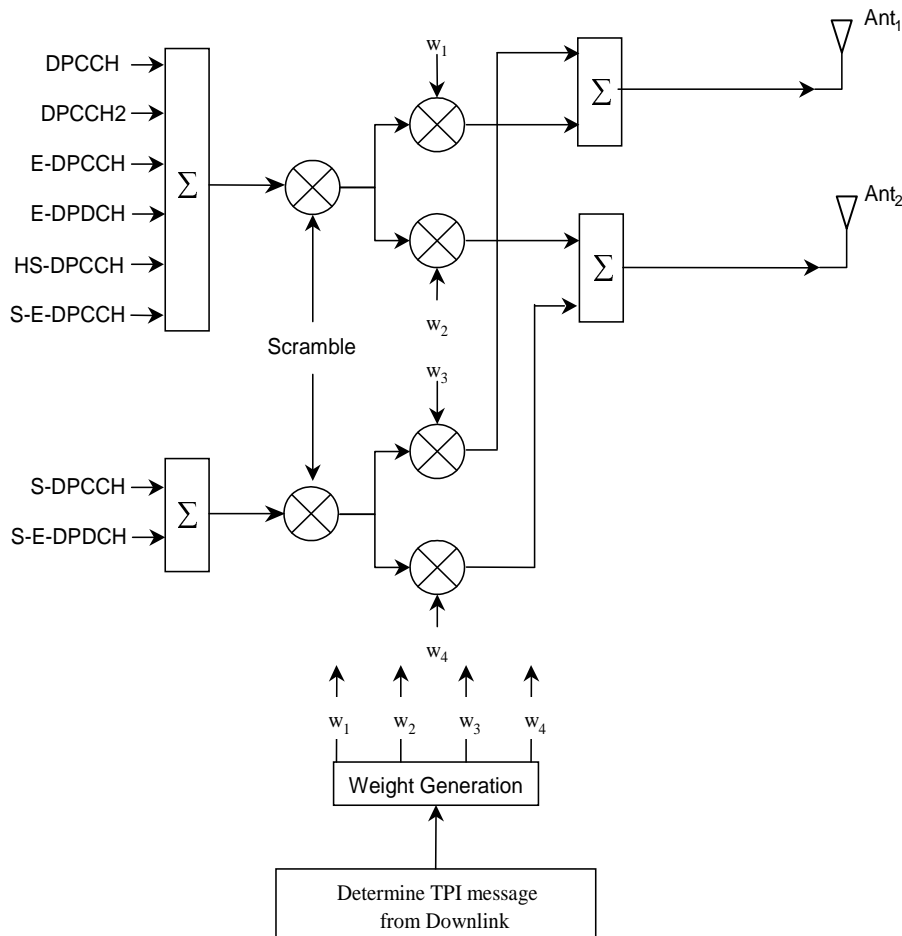 Ant1
w1
DPCCH
DPCCH2
Σ
E-DPCCH
Σ
E-DPDCH
Ant2
HS-DPCCH
Σ
S-E-DPCCH
w2
Scramble
w3
S-DPCCH
Σ
S-E-DPDCH
w4
w1 w2 w3 w4
Weight Generation
Determine TPI message
from Downlink